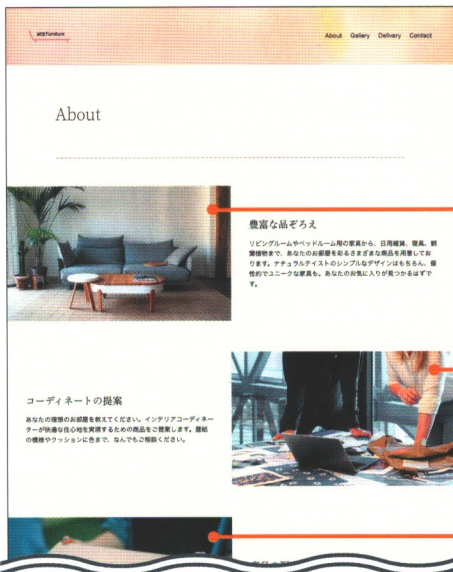 Furniture
About Gallery Delivery Contact
About
豊富な品ぞろえ
リビングルームやベッドルーム用の家具から、日用雑貨、寝具、観
葉植物まで、あなたのお部屋を彩るさまざまな商品を用意してお
ります。ナチュラルテイストのシンプルなデザインはもちろん、個
性的でユニークな家具も。あなたのお気に入りが見つかるはずで
す。
コーディネートの提案
あなたの理想のお部屋を教えてください。インテリアコーディネー
ターが快適な住心地を実現するための商品をご提案します。壁紙
の模様やクッションに色まで、なんでもご相談ください。